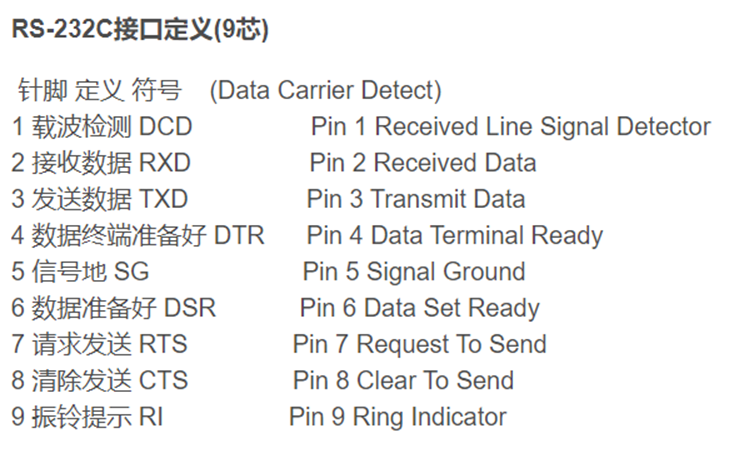 RS-232C接口定义(9芯)
针脚 定义 符号 (Data Carrier Detect)
1 载波检测 DCD Pin 1 Received Line Signal Detector
2 接收数据 RXD Pin 2 Received Data
3 发送数据 TXD Pin 3 Transmit Data
4 数据终端准备好 DTR Pin 4 Data Terminal Ready
5 信号地 SG Pin 5 Signal Ground
6 数据准备好 DSR Pin 6 Data Set Ready
7 请求发送 RTS Pin 7 Request To Send
8 清除发送 CTS Pin 8 Clear To Send
9 振铃提示 RI Pin 9 Ring Indicator